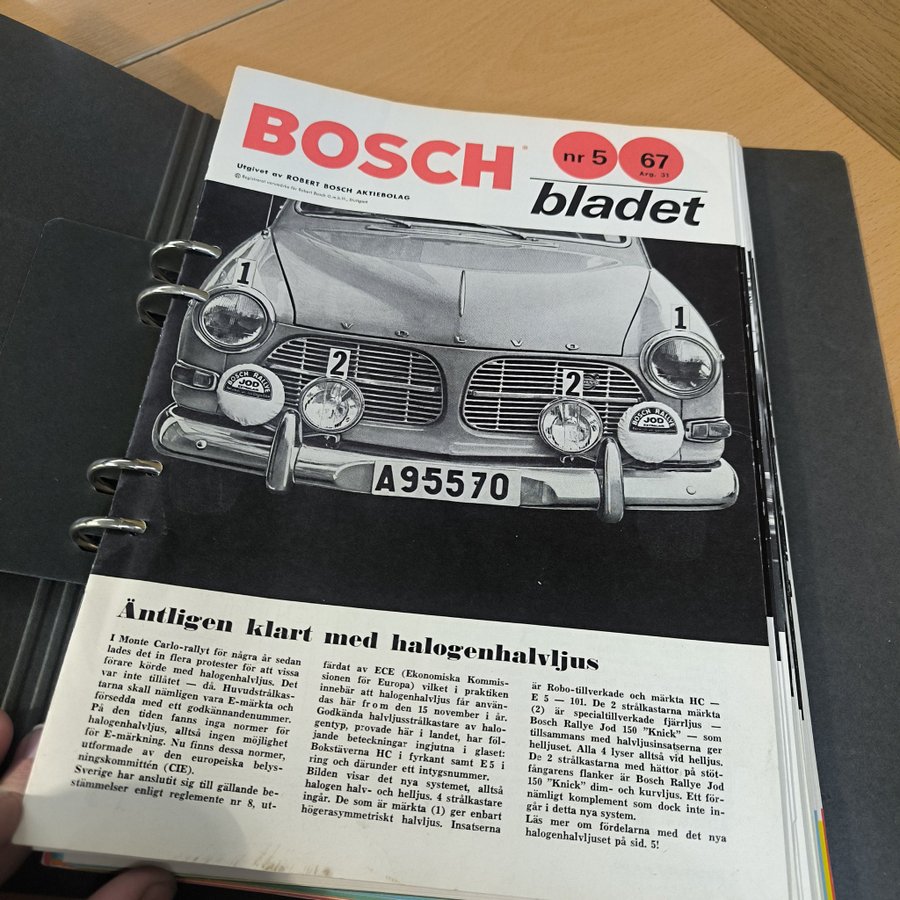 BOSCH®
nr 5 67
Arg. 31
Utgivet av ROBERT BOSCH AKTIEBOLAG
© Registrerat varumärke för Robert Bosch G.m.b.H., Stuttgart
bladet
1
1
VOLVO
2
2
BOSCH RALLYE
JOD
BOSCH RALLYE
JOD
A95570
Äntligen klart med halogenhalvljus
I Monte Carlo-rallyt för några år sedan
lades det in flera protester för att vissa
förare körde med halogenhalvljus. Det
var inte tillåtet — då. Huvudstrålkas-
tarna skall nämligen vara E-märkta och
försedda med ett godkännandenummer.
På den tiden fanns inga normer för
halogenhalvljus, alltså ingen möjlighet
för E-märkning. Nu finns dessa normer,
utformade av den europeiska belys-
ningskommittén (CIE).
Sverige har anslutit sig till gällande be-
stämmelser enligt reglemente nr 8, ut-
färdat av ECE (Ekonomiska Kommis-
sionen för Europa) vilket i praktiken
innebär att halogenhalvljus får använ-
das här from den 15 november i år.
Godkända halvljusstrålkastare av halo-
gentyp, provade här i landet, har föl-
jande beteckningar ingjutna i glaset:
Bokstäverna HC i fyrkant samt E 5 i
ring och därunder ett intygsnummer.
Bilden visar det nya systemet, alltså
halogen halv- och helljus. 4 strålkastare
ingår. De som är märkta (1) ger enbart
högerasymmetriskt halvljus. Insatserna
är Robo-tillverkade och märkta HC —
E 5 — 101. De 2 strålkastarna märkta
(2) är specialtillverkade fjärrljus —
Bosch Rallye Jod 150 "Knick" — som
tillsammans med halvljusinsatserna ger
helljuset. Alla 4 lyser alltså vid helljus.
De 2 strålkastarna med hättor på stöt-
fångarens flanker är Bosch Rallye Jod
150 "Knick" dim- och kurvljus. Ett för-
nämligt komplement som dock inte in-
går i detta nya system.
Läs mer om fördelarna med det nya
halogenhalvljuset på sid. 5!